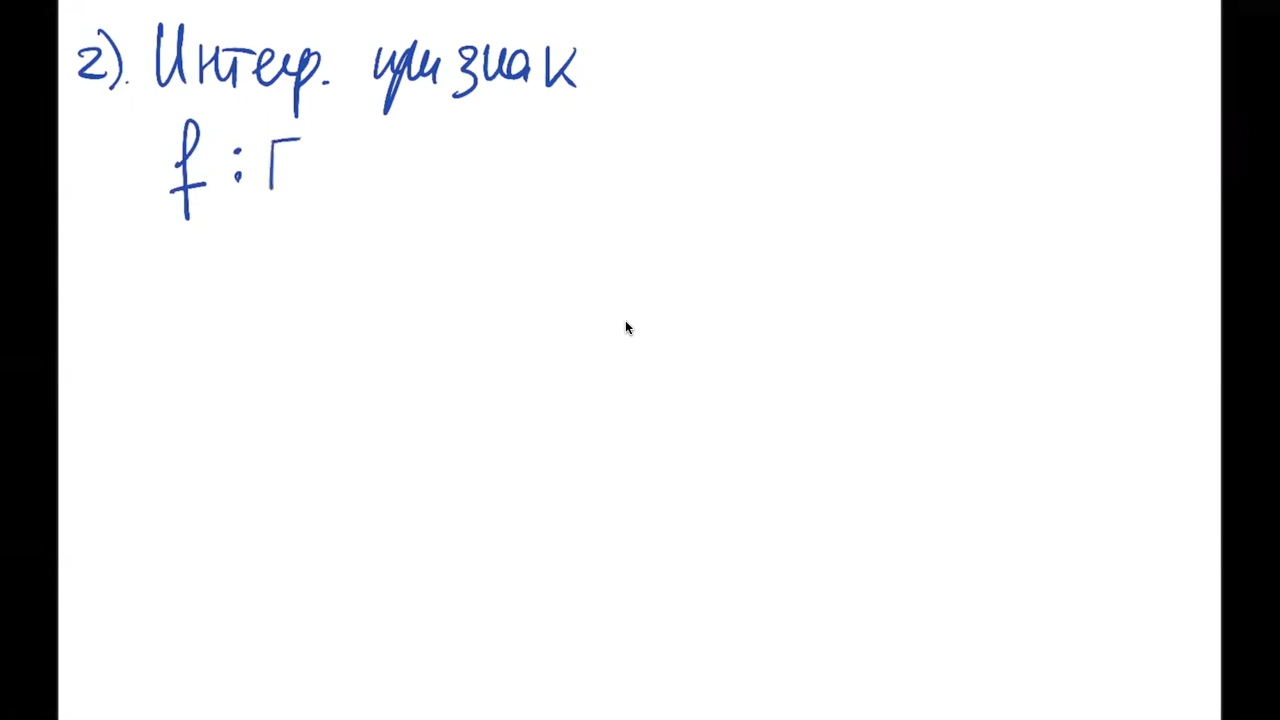 2). Интегр. признак
f : [